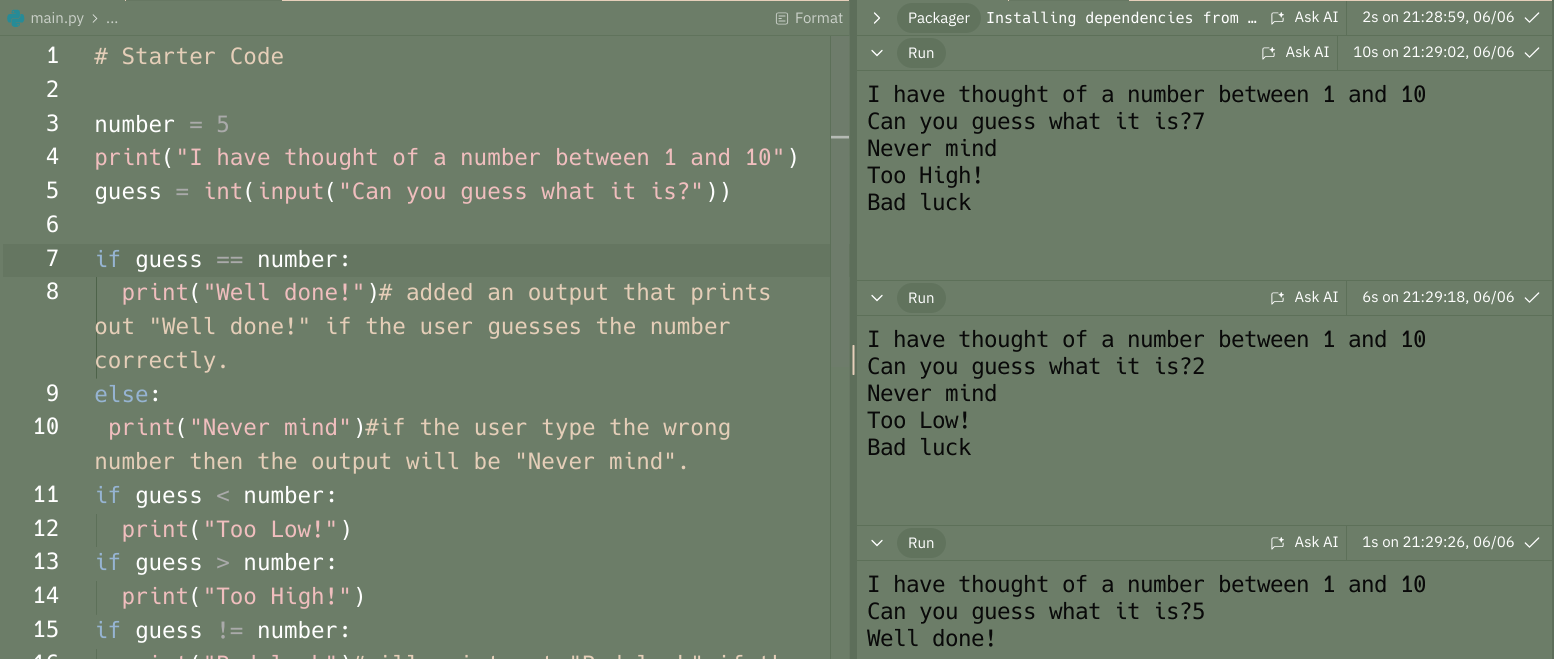 main.py > ...
Format
1 # Starter Code
2
3 number = 5
4 print("I have thought of a number between 1 and 10")
5 guess = int(input("Can you guess what it is?"))
6
7 if guess == number:
8 print("Well done!")# added an output that prints
out "Well done!" if the user guesses the number
correctly.
9 else:
10 print("Never mind")#if the user type the wrong
number then the output will be "Never mind".
11 if guess < number:
12 print("Too Low!")
13 if guess > number:
14 print("Too High!")
15 if guess != number:
Packager Installing dependencies from … Ask AI 2s on 21:28:59, 06/06
Run Ask AI 10s on 21:29:02, 06/06
I have thought of a number between 1 and 10
Can you guess what it is?7
Never mind
Too High!
Bad luck
Run Ask AI 6s on 21:29:18, 06/06
I have thought of a number between 1 and 10
Can you guess what it is?2
Never mind
Too Low!
Bad luck
Run Ask AI 1s on 21:29:26, 06/06
I have thought of a number between 1 and 10
Can you guess what it is?5
Well done!